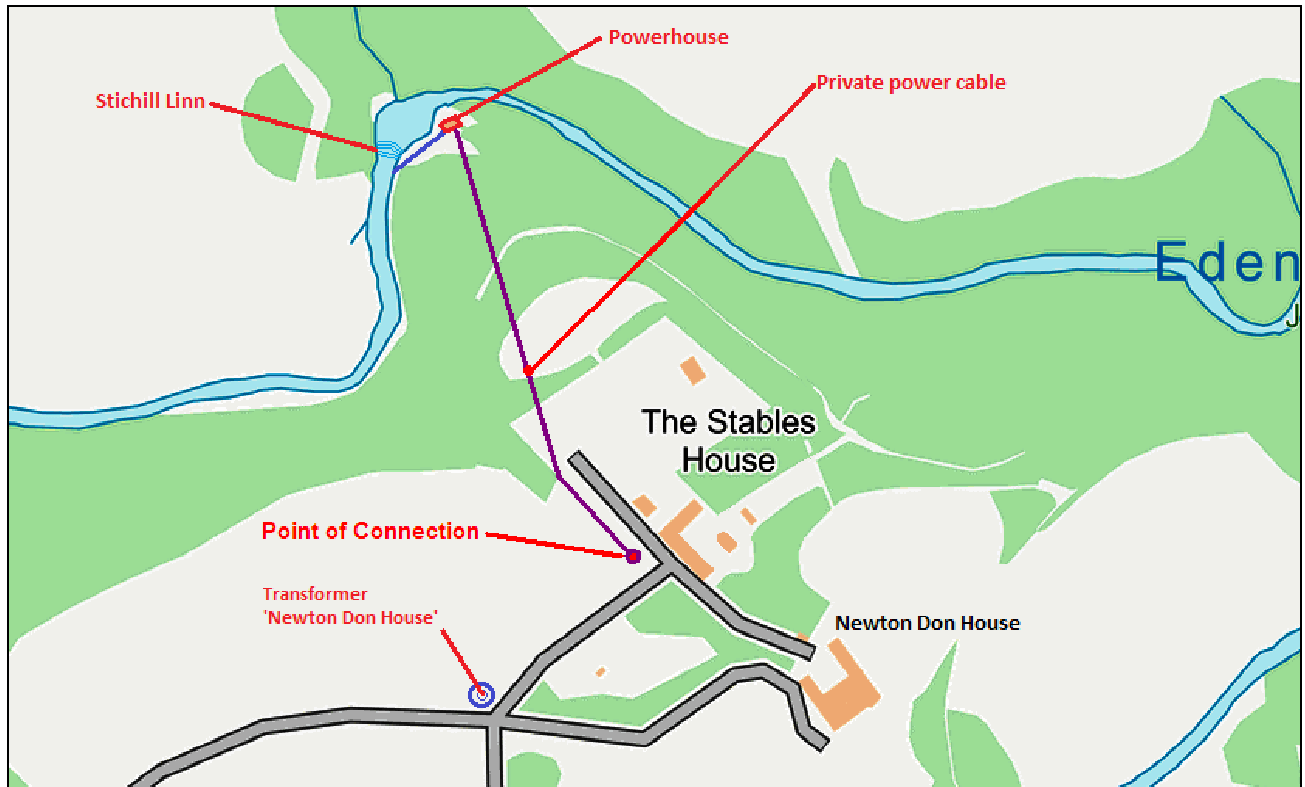 Powerhouse
Private power cable
Stichill Linn
Eden
J
The Stables
House
Point of Connection
Transformer
'Newton Don House'
Newton Don House